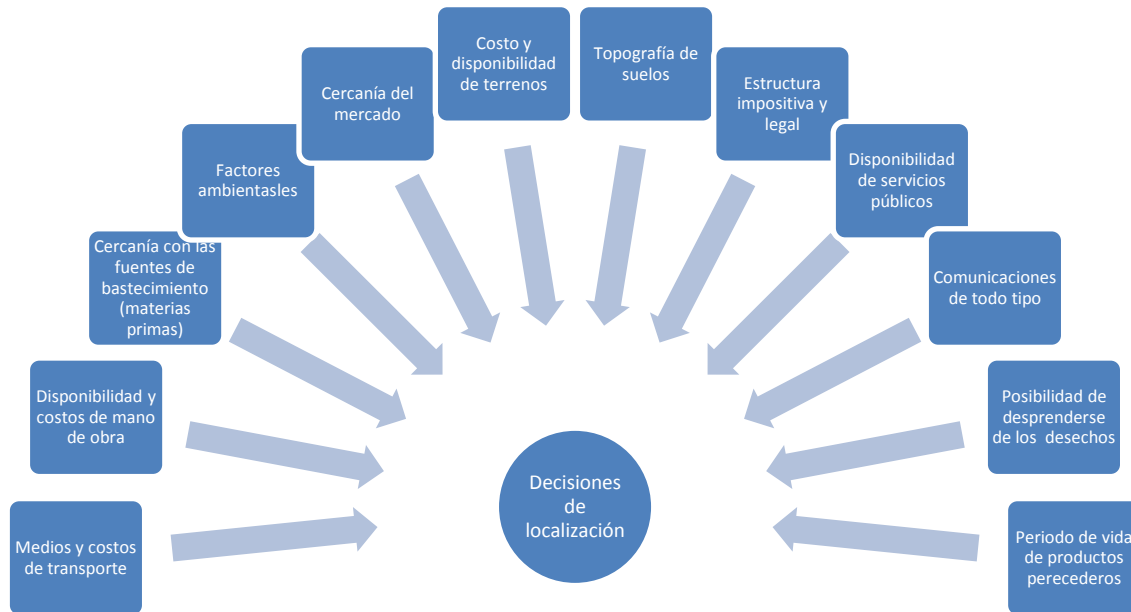 Medios y costos
de transporte
Disponibilidad y
costos de mano
de obra
Cercanía con las
fuentes de
bastecimiento
(materias
primas)
Factores
ambientasles
Cercanía del
mercado
Costo y
disponibilidad
de terrenos
Topografía de
suelos
Estructura
impositiva y
legal
Disponibilidad
de servicios
públicos
Comunicaciones
de todo tipo
Posibilidad de
desprenderse
de los desechos
Periodo de vida
de productos
perecederos
Decisiones
de
localización